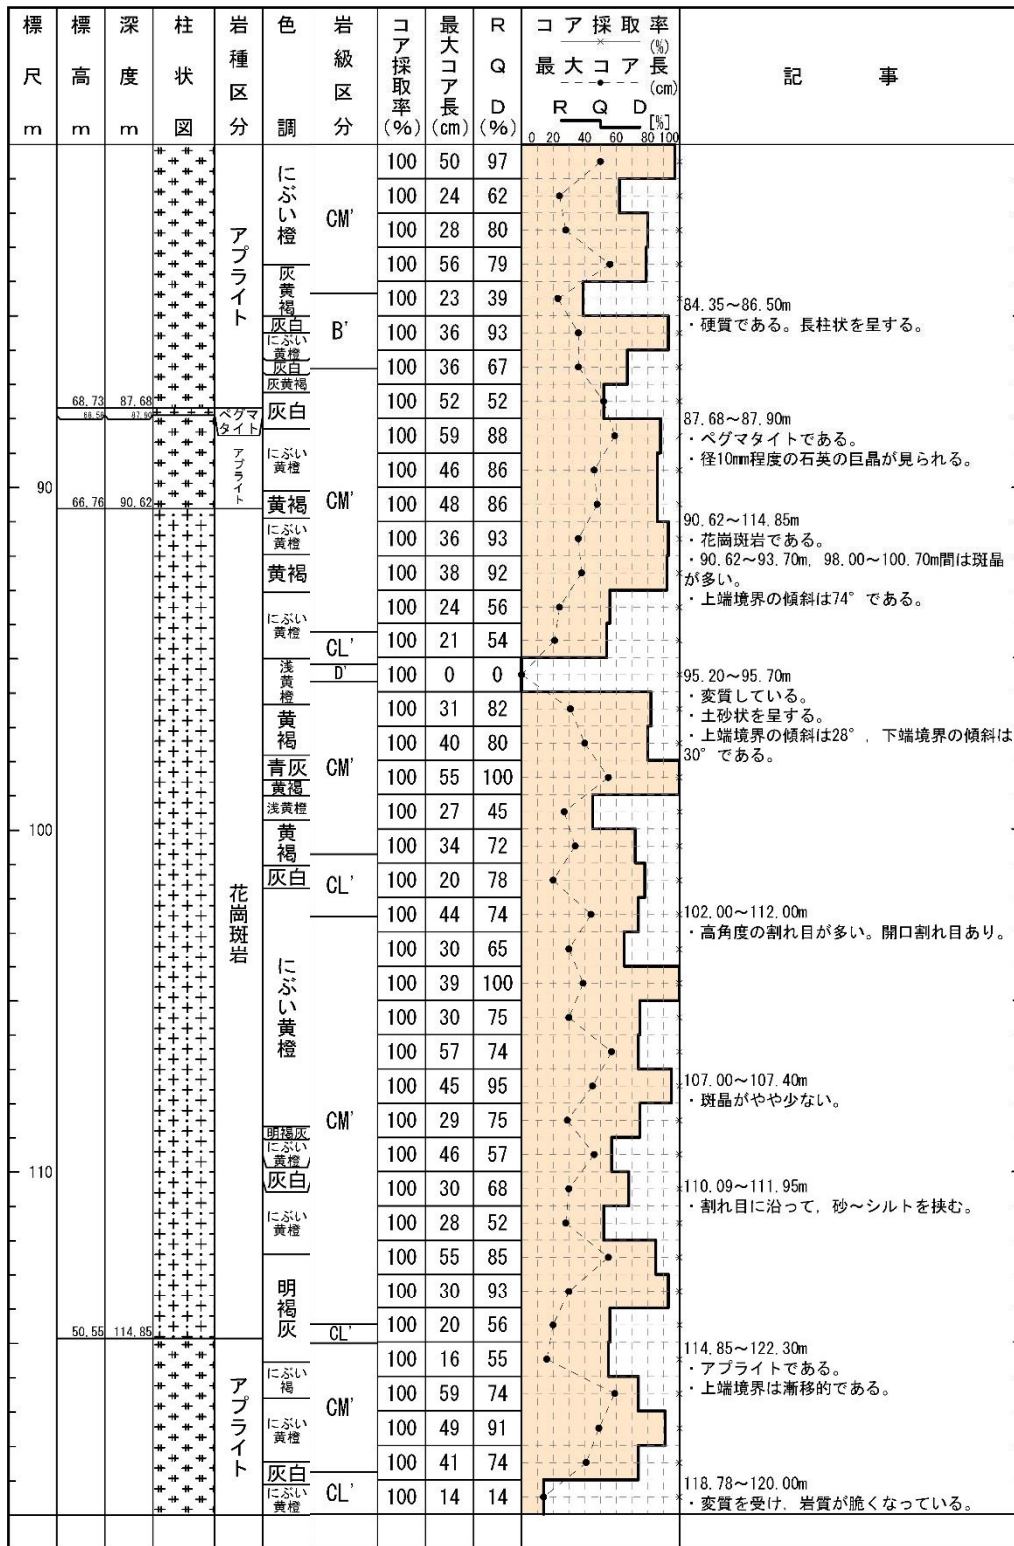 標尺m
標高m
深度m
柱状図
岩種区分
色調
岩級区分
コア採取率(%)
最大コア長(cm)
RQD(%)
コア採取率(%)
最大コア長(cm)
RQD[%]
0 20 40 60 80 100
記事
100 50 97
100 24 62
100 28 80
100 56 79
100 23 39
100 36 93
100 36 67
100 52 52
100 59 88
100 46 86
100 48 86
100 36 93
100 38 92
100 24 56
100 21 54
100 0 0
100 31 82
100 40 80
100 55 100
100 27 45
100 34 72
100 20 78
100 44 74
100 30 65
100 39 100
100 30 75
100 57 74
100 45 95
100 29 75
100 46 57
100 30 68
100 28 52
100 55 85
100 30 93
100 20 56
100 16 55
100 59 74
100 49 91
100 41 74
100 14 14
90
100
110
68.73 87.68
87.90
66.76 90.62
50.55 114.85
アプライト
ペグマ
タイト
アプライト
花崗斑岩
アプライト
にぶい橙
灰黄褐
灰白
にぶい
黄橙
灰白
灰黄褐
灰白
にぶい
黄橙
黄褐
にぶい
黄橙
黄褐
にぶい
黄橙
浅黄橙
黄褐
青灰
黄褐
浅黄橙
黄褐
灰白
にぶい黄橙
明褐灰
にぶい
黄橙
灰白
にぶい
黄橙
明褐灰
にぶい
褐
にぶい
黄橙
灰白
にぶい
黄橙
CM'
B'
CM'
CL'
D'
CM'
CL'
CM'
CL'
CM'
CL'
84.35～86.50m
・硬質である。長柱状を呈する。
87.68～87.90m
・ペグマタイトである。
・径10mm程度の石英の巨晶が見られる。
90.62～114.85m
・花崗斑岩である。
・90.62～93.70m, 98.00～100.70m間は斑晶
が多い。
・上端境界の傾斜は74°である。
95.20～95.70m
・変質している。
・土砂状を呈する。
・上端境界の傾斜は28°, 下端境界の傾斜は
30°である。
102.00～112.00m
・高角度の割れ目が多い。開口割れ目あり。
107.00～107.40m
・斑晶がやや少ない。
110.09～111.95m
・割れ目に沿って, 砂～シルトを挟む。
114.85～122.30m
・アプライトである。
・上端境界は漸移的である。
118.78～120.00m
・変質を受け, 岩質が脆くなっている。